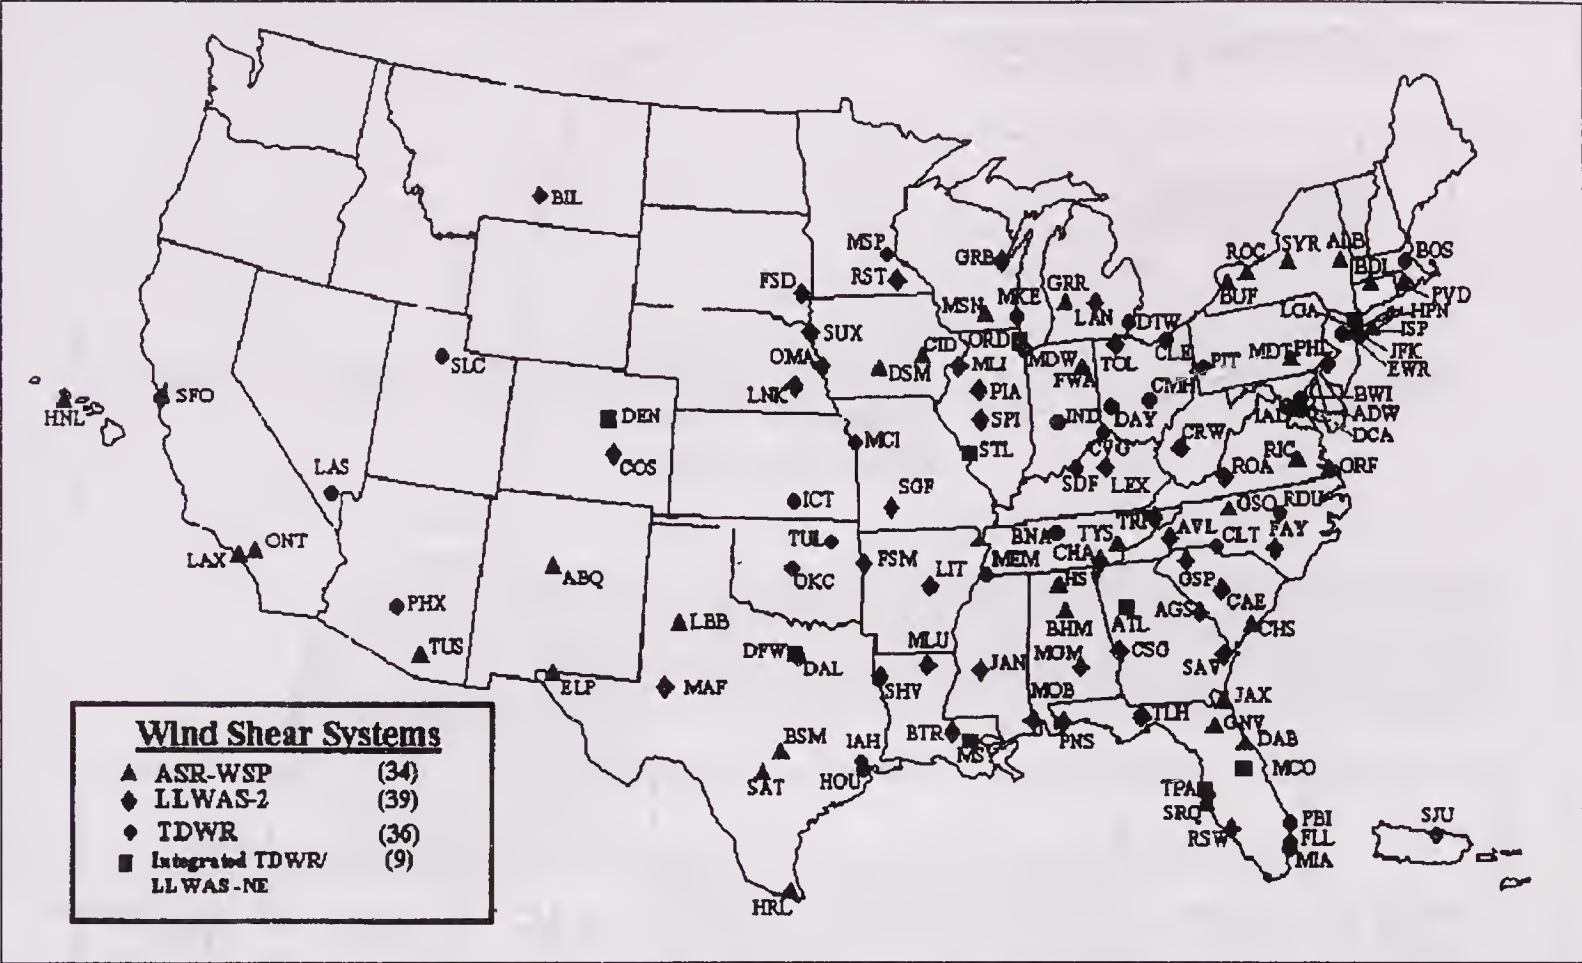 BIL
MSP
RST
GRB
ROC
SYR
ALB
BOS
BUF
BDL
PVD
FSD
GRR
MSN
MKE
LAN
DTW
LGA
HPN
ISP
SUX
CID
ORD
MDW
TOL
CLE
PIT
MDT
PHL
JFK
EWR
OMA
DSM
MLI
FWA
SLC
LNK
PIA
CMH
BWI
HNL
SFO
DEN
SPI
IND
DAY
IAD
ADW
DCA
MCI
STL
CVG
CRW
RIC
COS
LAS
SGF
SDF
LEX
ROA
ORF
ICT
GSO
RDU
TUL
BNA
TYS
TRI
AVL
CLT
FAY
LAX
ONT
ABQ
OKC
FSM
LIT
MEM
CHA
HS
GSP
PHX
LBB
BHM
ATL
AGS
CAE
CHS
TUS
DFW
DAL
MLU
JAN
MGM
CSG
SAV
ELP
MAF
SHV
MOB
JAX
BSM
IAH
BTR
MSY
PNS
TLH
GNV
DAB
SAT
HOU
MCO
TPA
SRQ
RSW
PBI
FLL
MIA
SJU
HRL
Wind Shear Systems
ASR-WSP (34)
LLWAS-2 (39)
TDWR (36)
Integrated TDWR/ (9)
LLWAS-NE